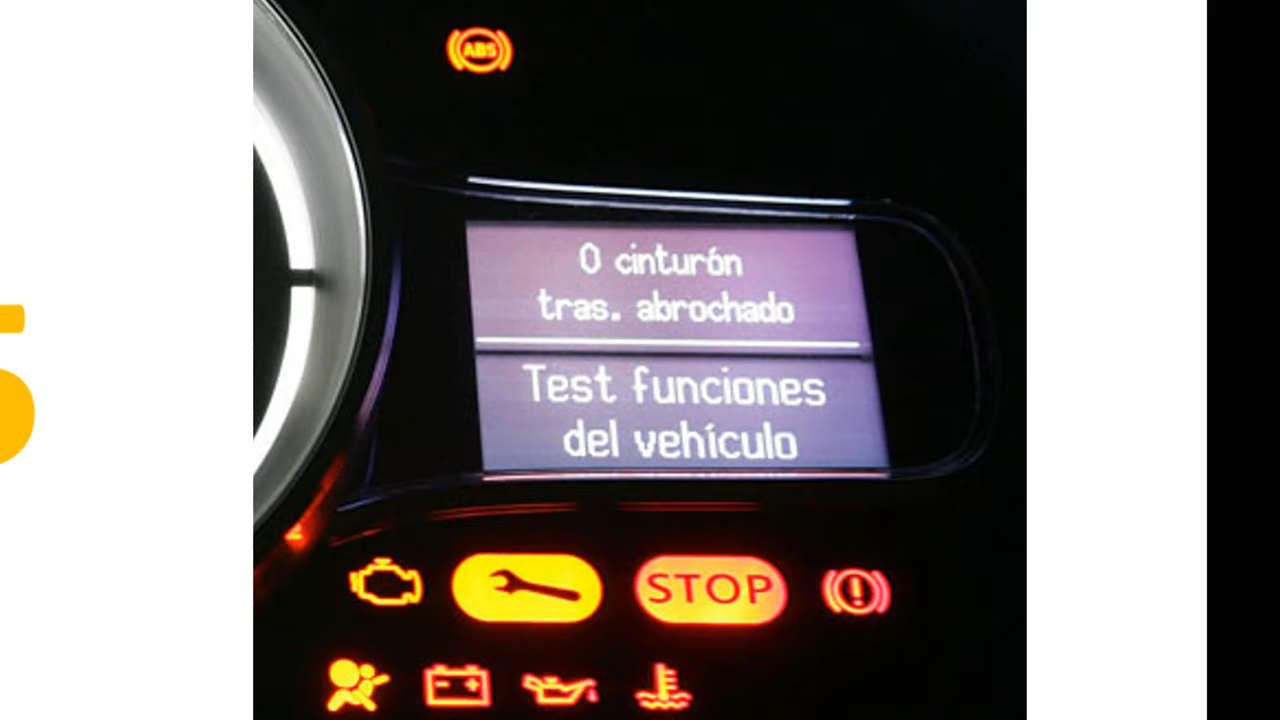 ABS
0 cinturón
tras. abrochado
Test funciones
del vehículo
STOP